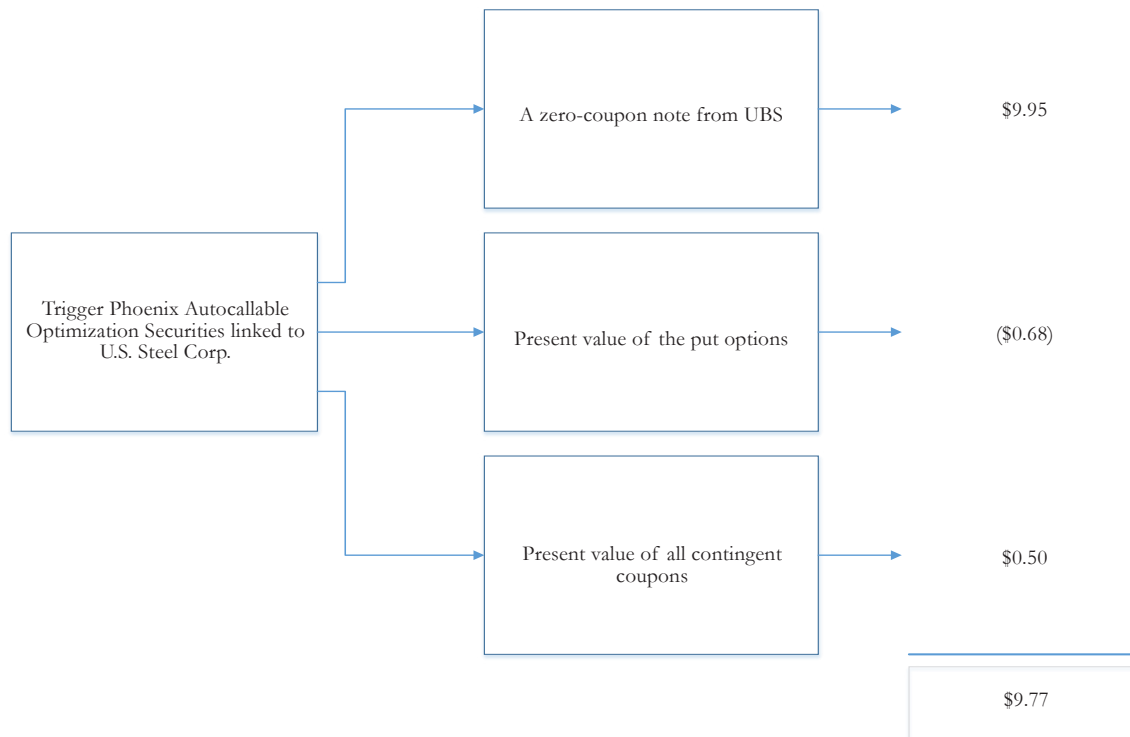 A zero-coupon note from UBS
$9.95
Trigger Phoenix Autocallable
Optimization Securities linked to
U.S. Steel Corp.
Present value of the put options
($0.68)
Present value of all contingent
coupons
$0.50
$9.77